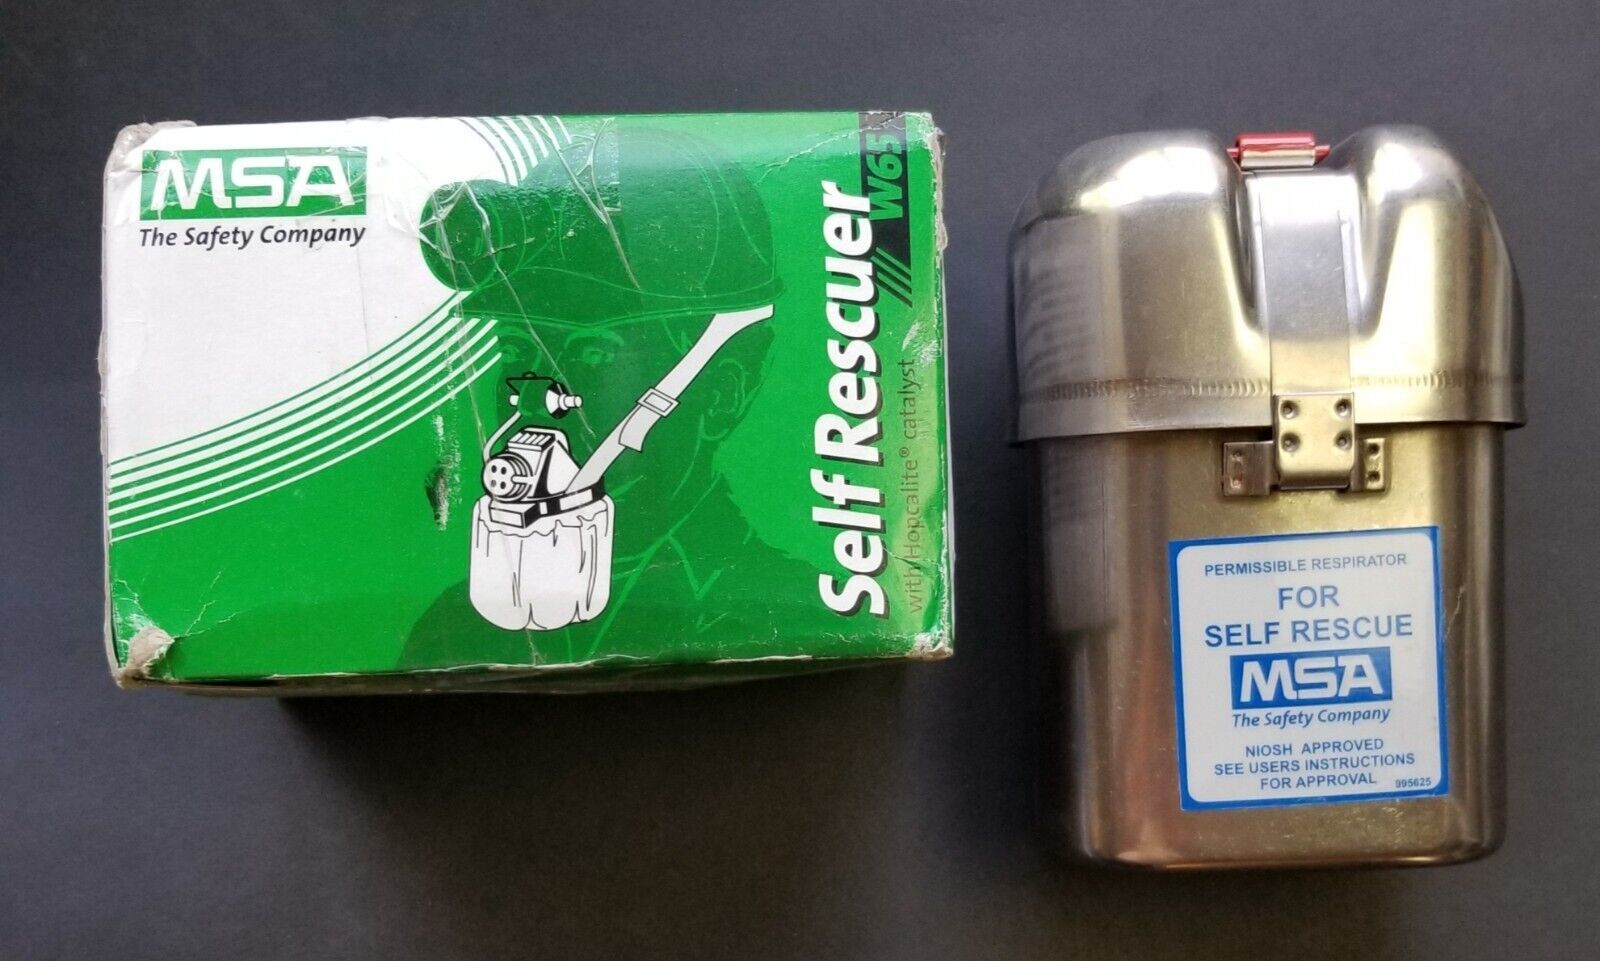 MSA
The Safety Company
Self Rescuer
W65
with Hopcalite® catalyst
PERMISSIBLE RESPIRATOR
FOR
SELF RESCUE
MSA
The Safety Company
NIOSH APPROVED
SEE USERS INSTRUCTIONS
FOR APPROVAL
995625